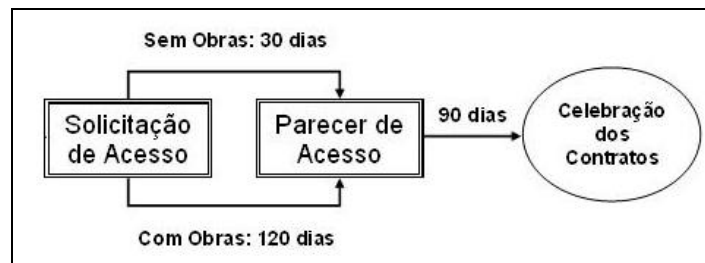 Sem Obras: 30 dias
Solicitação
de Acesso
Parecer de
Acesso
90 dias
Celebração
dos
Contratos
Com Obras: 120 dias